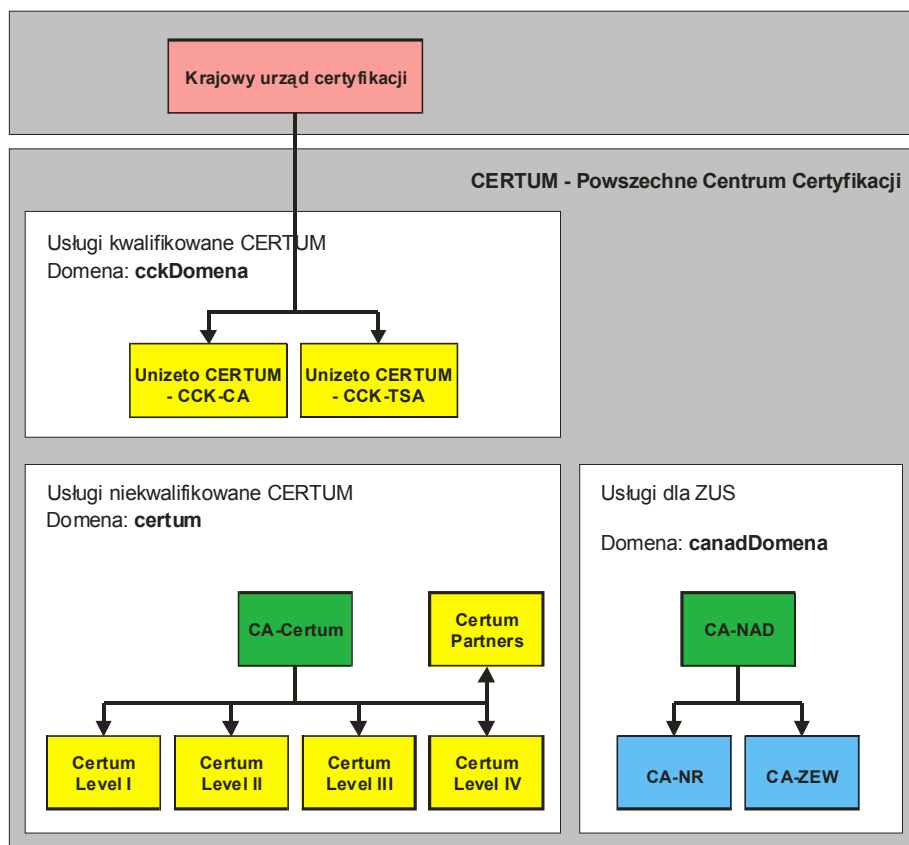 Krajowy urząd certyfikacji
CERTUM - Powszechne Centrum Certyfikacji
Usługi kwalifikowane CERTUM
Domena: cckDomena
Unizeto CERTUM
- CCK-CA
Unizeto CERTUM
- CCK-TSA
Usługi niekwalifikowane CERTUM
Domena: certum
CA-Certum
Certum
Partners
Certum
Level I
Certum
Level II
Certum
Level III
Certum
Level IV
Usługi dla ZUS
Domena: canadDomena
CA-NAD
CA-NR
CA-ZEW